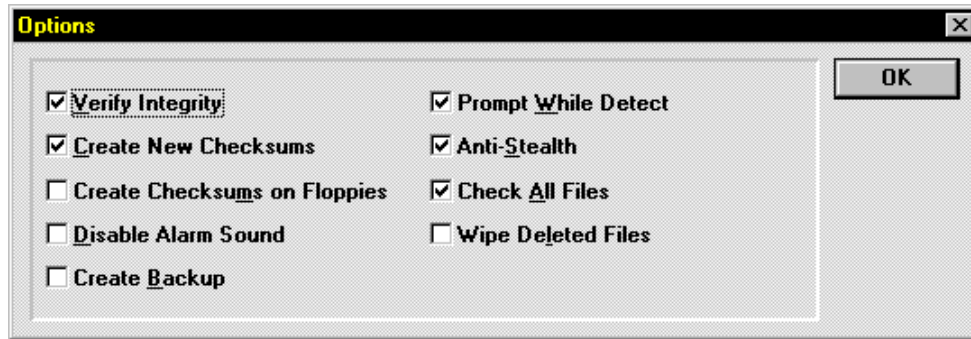 Options
Verify Integrity
Create New Checksums
Create Checksums on Floppies
Disable Alarm Sound
Create Backup
Prompt While Detect
Anti-Stealth
Check All Files
Wipe Deleted Files
OK